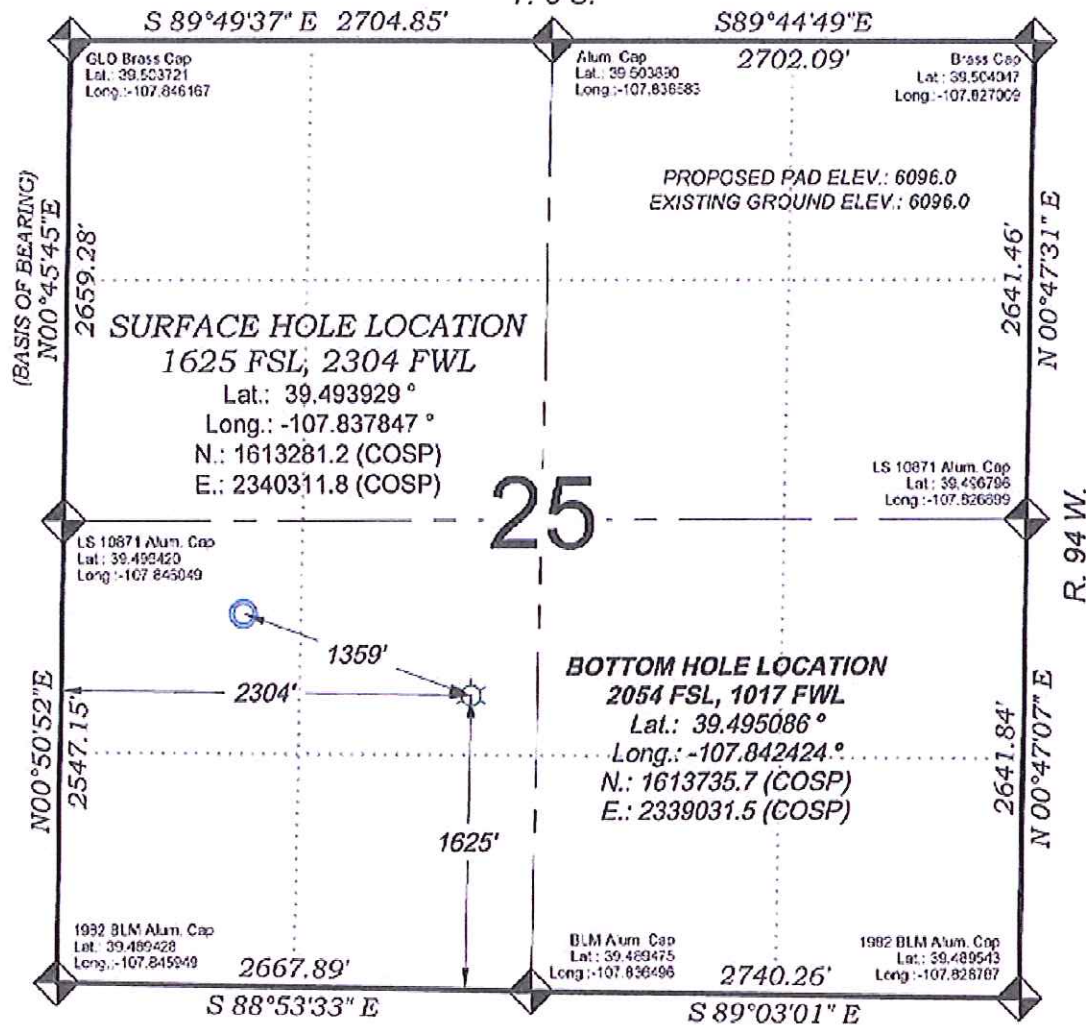 S 89°49'37" E 2704.85'
S89°44'49"E
2702.09'
GLO Brass Cap
Lat.: 39.503721
Long.:-107.846167
Alum. Cap
Lat.: 39.503890
Long.:-107.836583
Brass Cap
Lat.: 39.504047
Long.:-107.827009
PROPOSED PAD ELEV.: 6096.0
EXISTING GROUND ELEV.: 6096.0
(BASIS OF BEARING)
N00°45'45"E
2659.28'
2641.46'
N 00°47'31" E
SURFACE HOLE LOCATION
1625 FSL, 2304 FWL
Lat.: 39.493929 °
Long.: -107.837847 °
N.: 1613281.2 (COSP)
E.: 2340311.8 (COSP)
25
LS 10871 Alum. Cap
Lat.: 39.496796
Long.:-107.826899
R. 94 W.
LS 10871 Alum. Cap
Lat.: 39.496420
Long.:-107.846049
1359'
2304'
1625'
BOTTOM HOLE LOCATION
2054 FSL, 1017 FWL
Lat.: 39.495086 °
Long.: -107.842424 °
N.: 1613735.7 (COSP)
E.: 2339031.5 (COSP)
N00°50'52"E
2547.15'
2641.84'
N 00°47'07" E
1992 BLM Alum. Cap
Lat.: 39.489428
Long.:-107.845949
BLM Alum. Cap
Lat.: 39.489475
Long.:-107.836496
1992 BLM Alum. Cap
Lat.: 39.489543
Long.:-107.826787
2667.89'
S 88°53'33" E
2740.26'
S 89°03'01" E